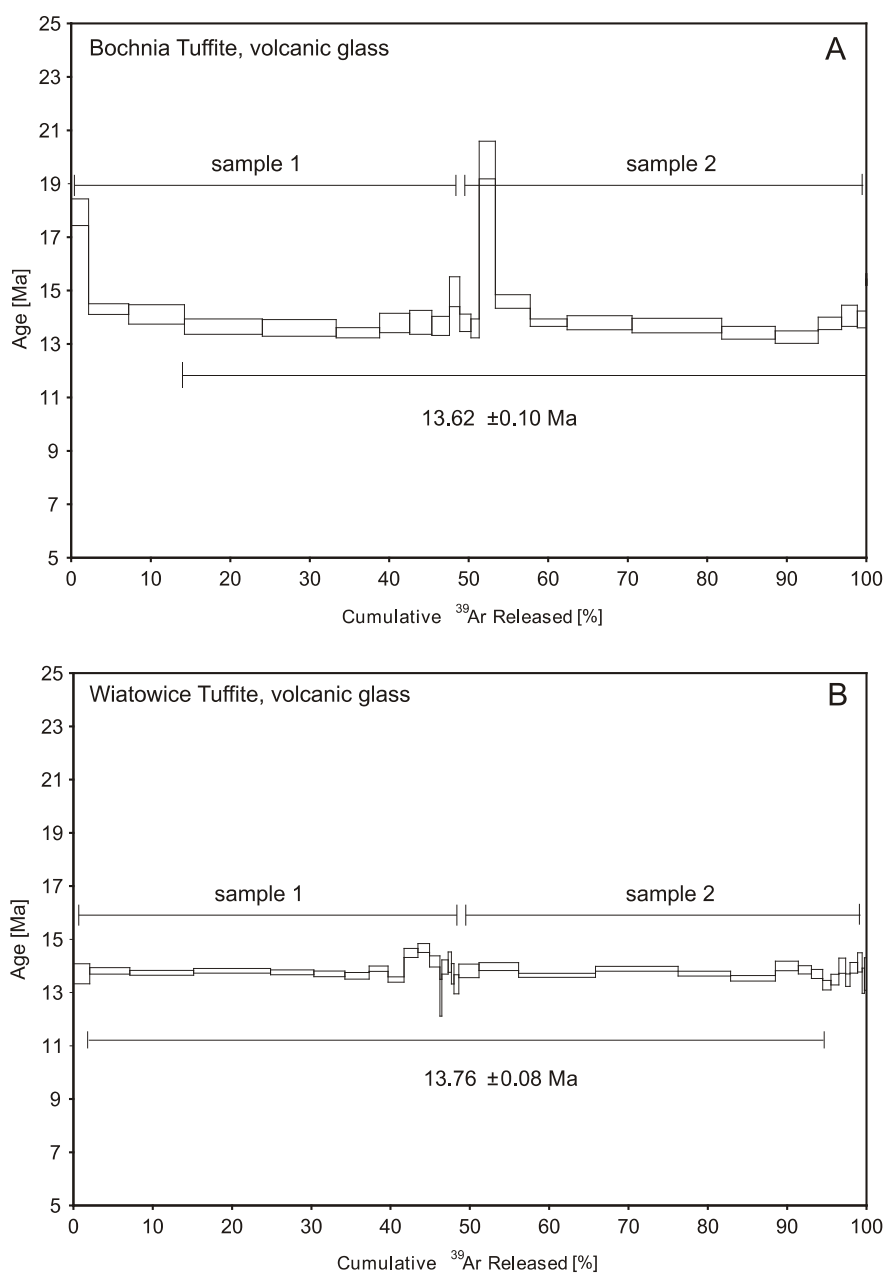 Bochnia Tuffite, volcanic glass
A
25
23
21
19
17
15
13
11
9
7
5
Age [Ma]
sample 1
sample 2
13.62 ±0.10 Ma
0 10 20 30 40 50 60 70 80 90 100
Cumulative ³⁹Ar Released [%]
Wiatowice Tuffite, volcanic glass
B
25
23
21
19
17
15
13
11
9
7
5
Age [Ma]
sample 1
sample 2
13.76 ±0.08 Ma
0 10 20 30 40 50 60 70 80 90 100
Cumulative ³⁹Ar Released [%]